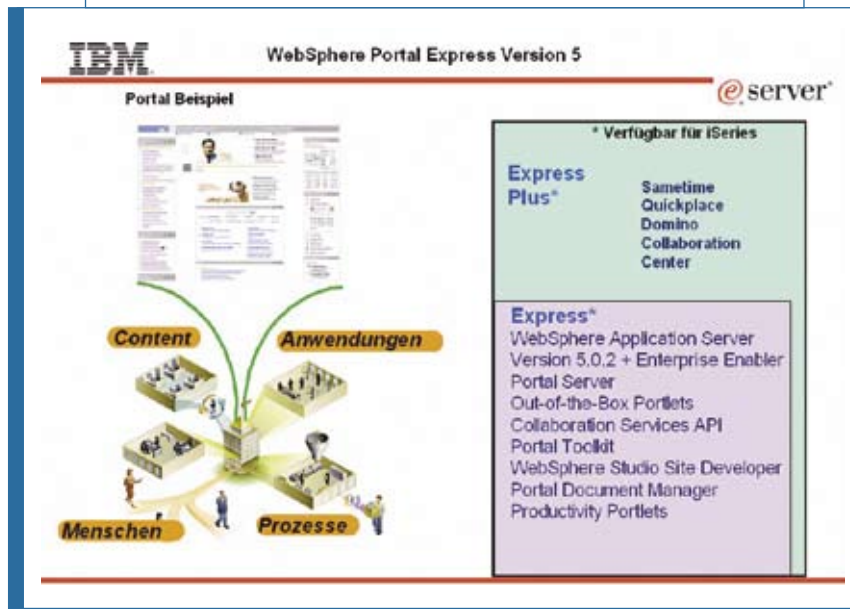 IBM
WebSphere Portal Express Version 5
e server
Portal Beispiel
Content
Anwendungen
Menschen
Prozesse
* Verfügbar für iSeries
Express
Plus*
Sametime
Quickplace
Domino
Collaboration
Center
Express*
WebSphere Application Server
Version 5.0.2 + Enterprise Enabler
Portal Server
Out-of-the-Box Portlets
Collaboration Services API
Portal Toolkit
WebSphere Studio Site Developer
Portal Document Manager
Productivity Portlets